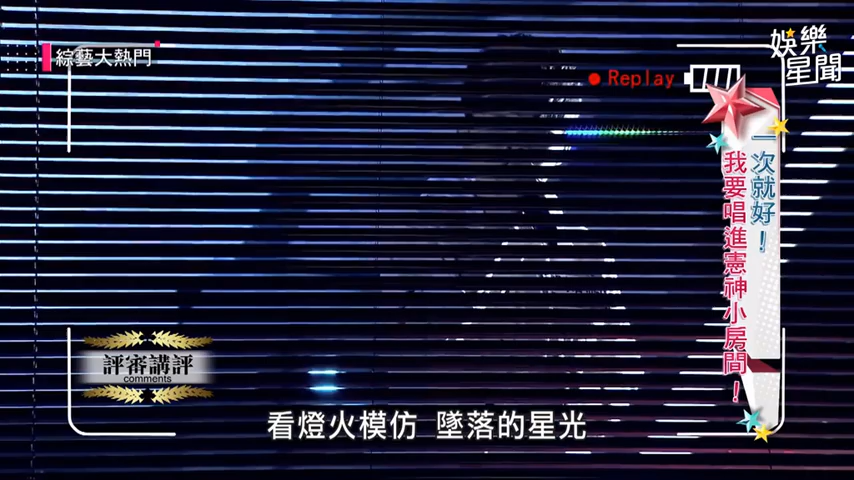 綜藝大熱門
娛樂
星聞
Replay
一次就好！
我要唱進憲神小房間！
評審講評
comments
看燈火模仿 墜落的星光